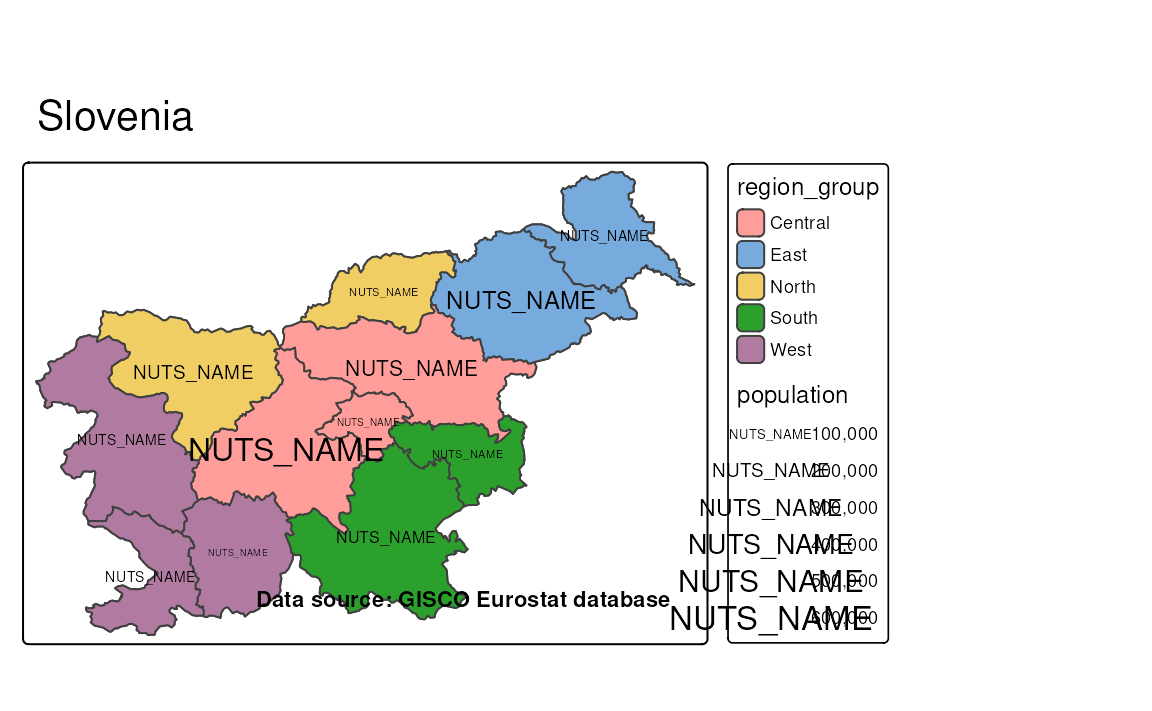 Slovenia
NUTS_NAME
NUTS_NAME
NUTS_NAME
NUTS_NAME
NUTS_NAME
NUTS_NAME
NUTS_NAME
NUTS_NAME
NUTS_NAME
NUTS_NAME
NUTS_NAME
NUTS_NAME
Data source: GISCO Eurostat database
region_group
Central
East
North
South
West
population
NUTS_NAME 100,000
NUTS_NAME 200,000
NUTS_NAME 300,000
NUTS_NAME 400,000
NUTS_NAME 500,000
NUTS_NAME 600,000